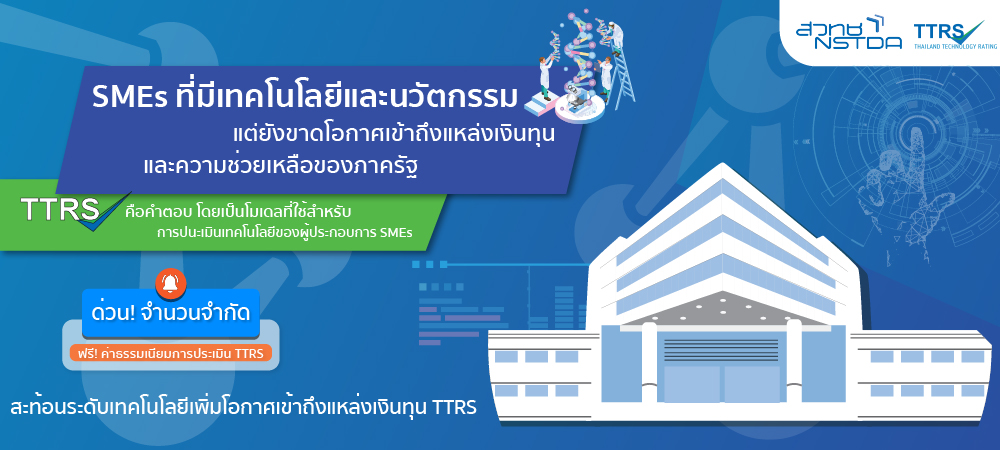 สวทช
NSTDA
TTRS
THAILAND TECHNOLOGY RATING
SMEs ที่มีเทคโนโลยีและนวัตกรรม
แต่ยังขาดโอกาศเข้าถึงแหล่งเงินทุน
และความช่วยเหลือของภาครัฐ
TTRS คือคำตอบ โดยเป็นโมเดลที่ใช้สำหรับ
การปนะเมินเทคโนโลยีของผู้ประกอบการ SMEs
ด่วน! จำนวนจำกัด
ฟรี! ค่าธรรมเนียมการประเมิน TTRS
สะท้อนระดับเทคโนโลยีเพิ่มโอกาศเข้าถึงแหล่งเงินทุน TTRS